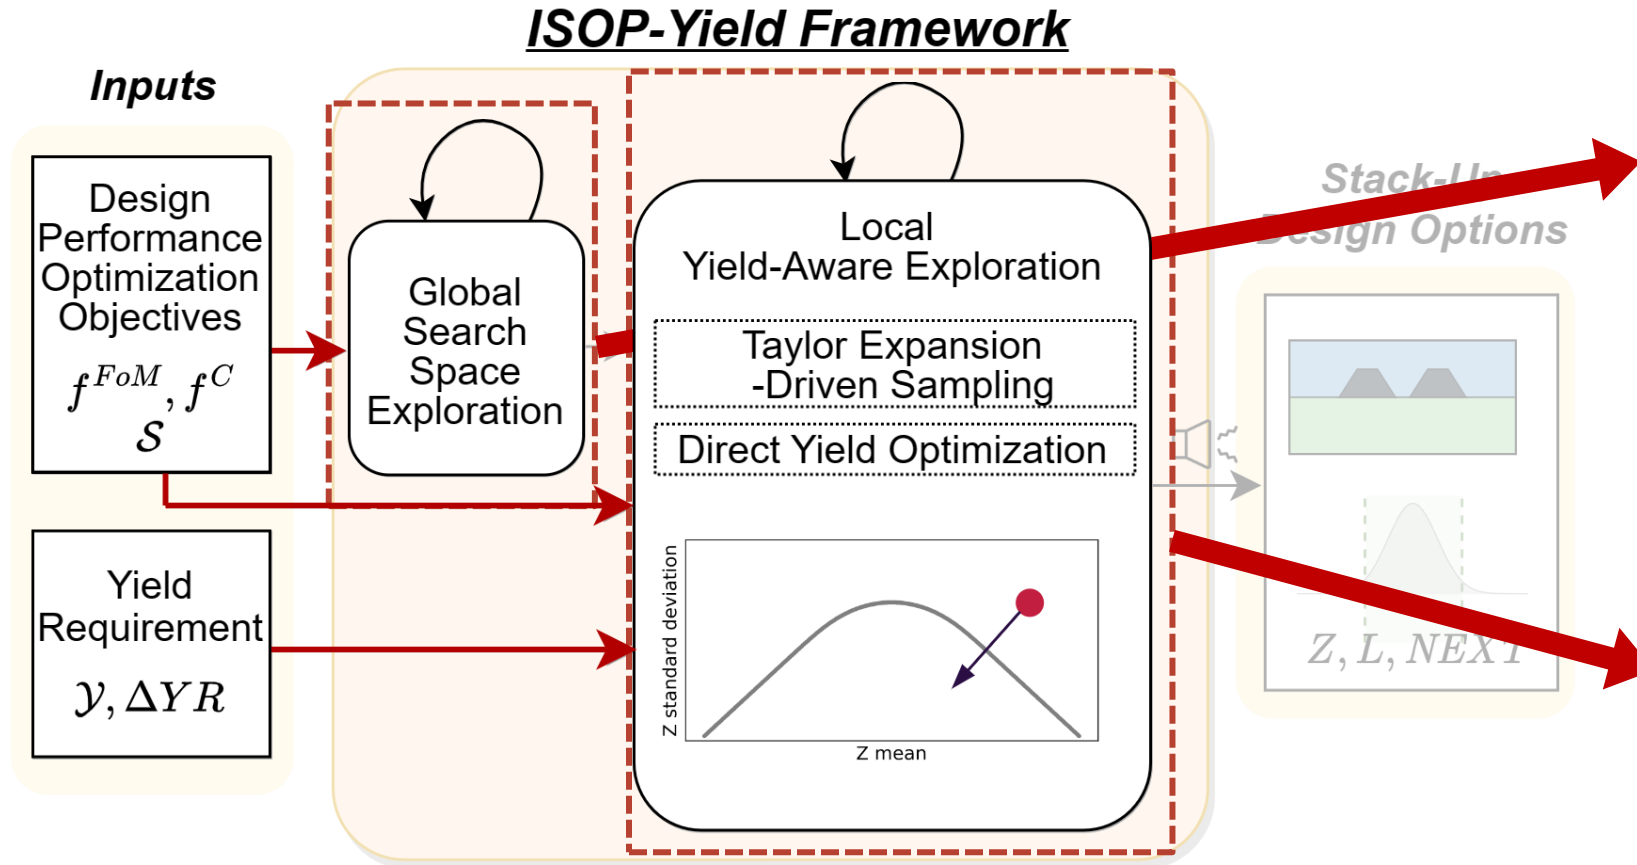 ISOP-Yield Framework
Inputs
Design
Performance
Optimization
Objectives
f^{FoM}, f^{C}
𝒮
Yield
Requirement
𝒴, ΔYR
Global
Search
Space
Exploration
Local
Yield-Aware Exploration
Taylor Expansion
-Driven Sampling
Direct Yield Optimization
Z standard deviation
Z mean
Stack-Up
Design Options
Z, L, NEXT